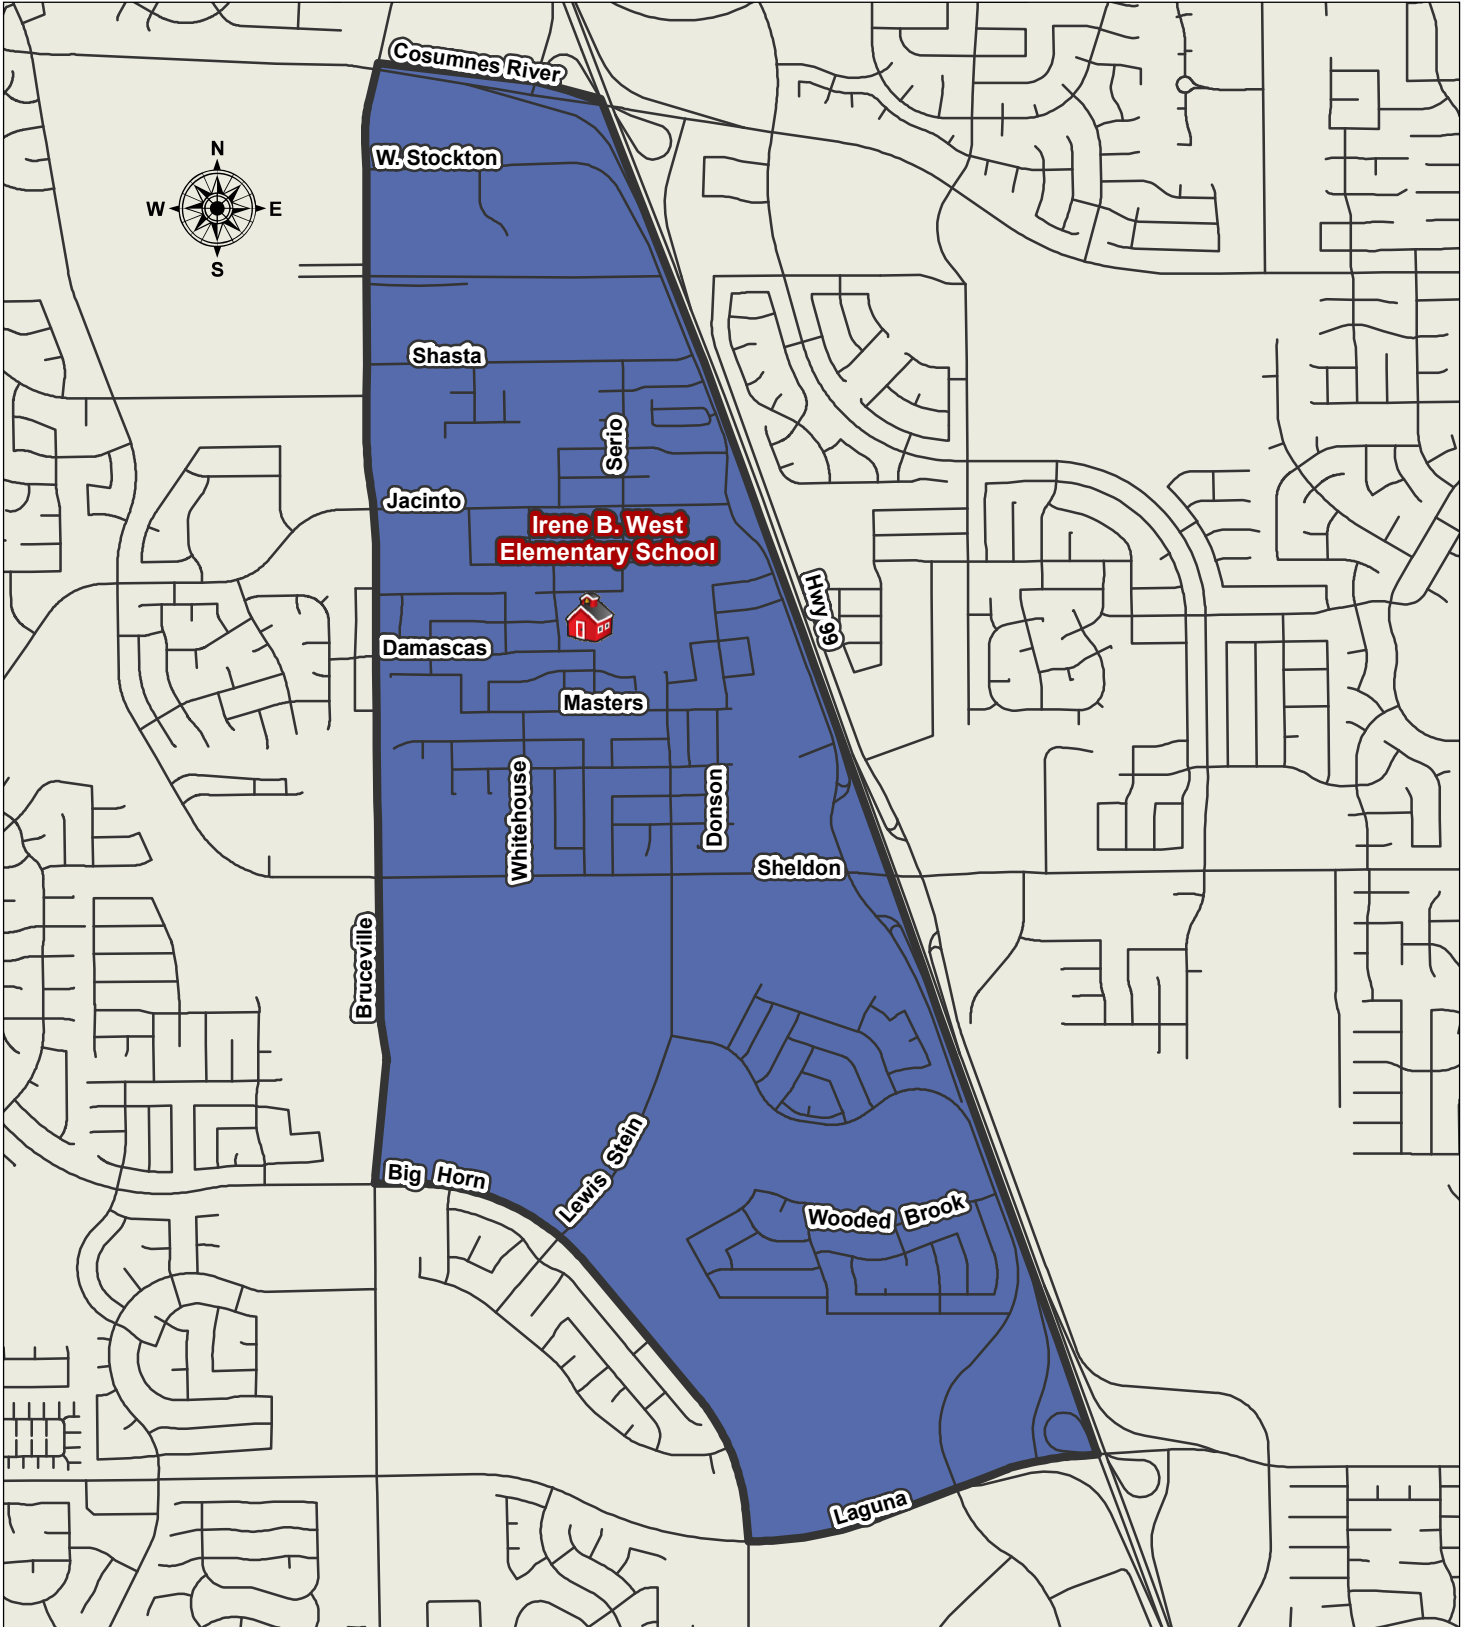 Cosumnes River
N
W. Stockton
W
E
S
Shasta
Serio
Jacinto
Irene B. West
Elementary School
Hwy 99
Damascas
Masters
Whitehouse
Donson
Sheldon
Bruceville
Lewis Stein
Big Horn
Wooded Brook
Laguna